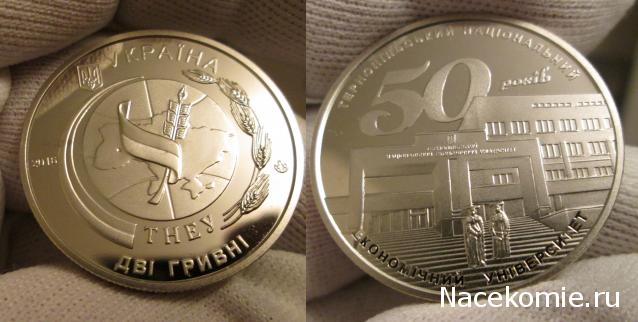 УКРАЇНА
2016
ТНЕУ
ДВІ ГРИВНІ
ТЕРНОПІЛЬСЬКИЙ НАЦІОНАЛЬНИЙ
50
років
ЕКОНОМІЧНИЙ УНІВЕРСИТЕТ
Nacekomie.ru